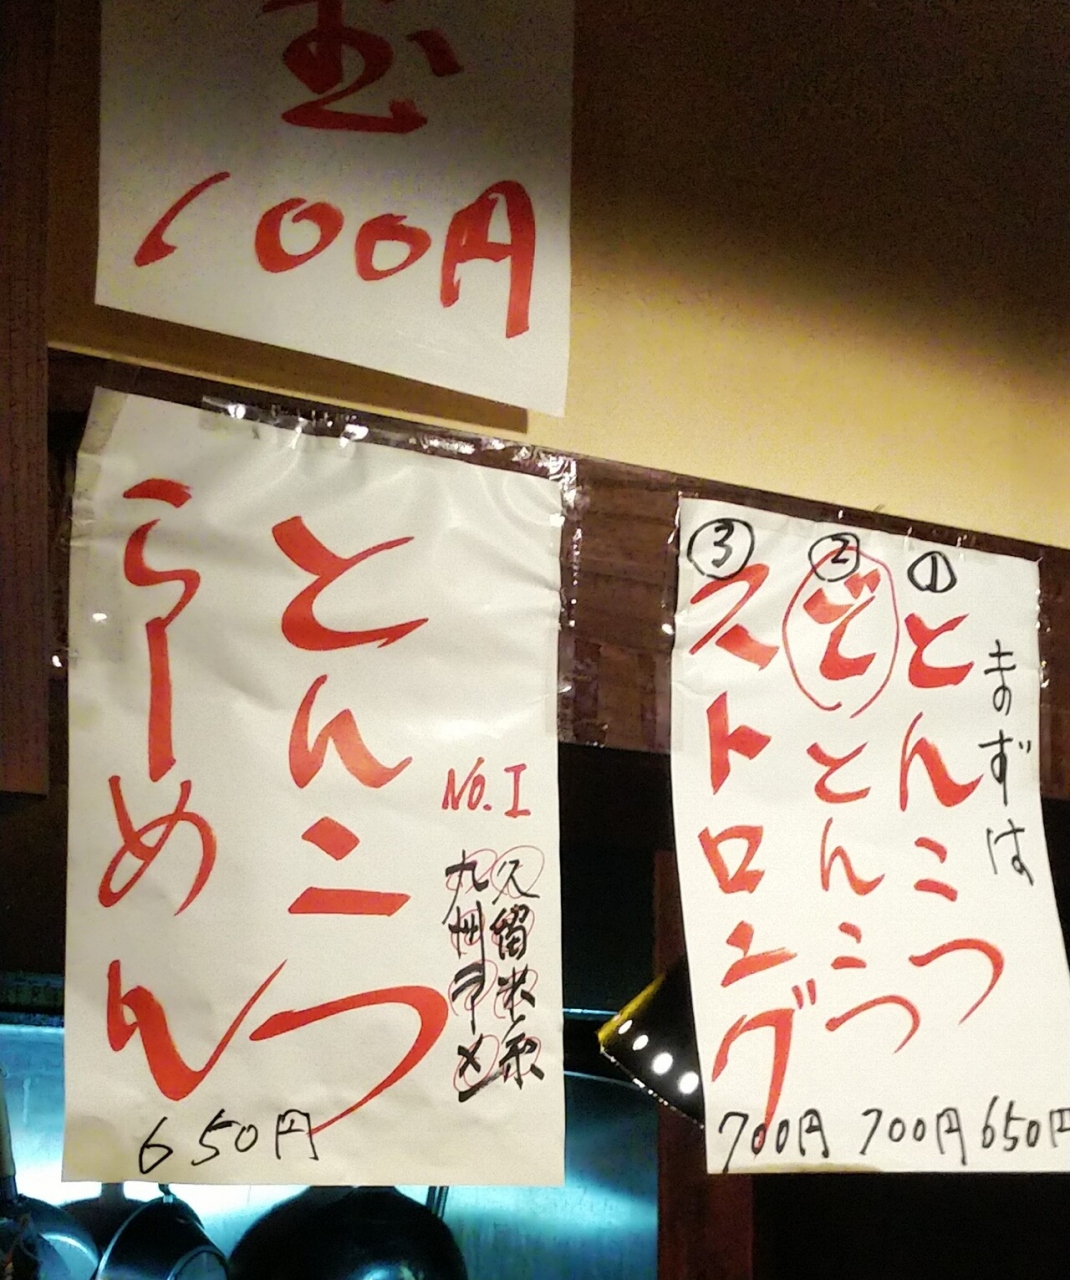 玉
100円
とんこつ
らーめん
No.1
久留米系
九州ラーメン
650円
まずは
①とんこつ
650円
②どとんこつ
700円
③ストロング
700円